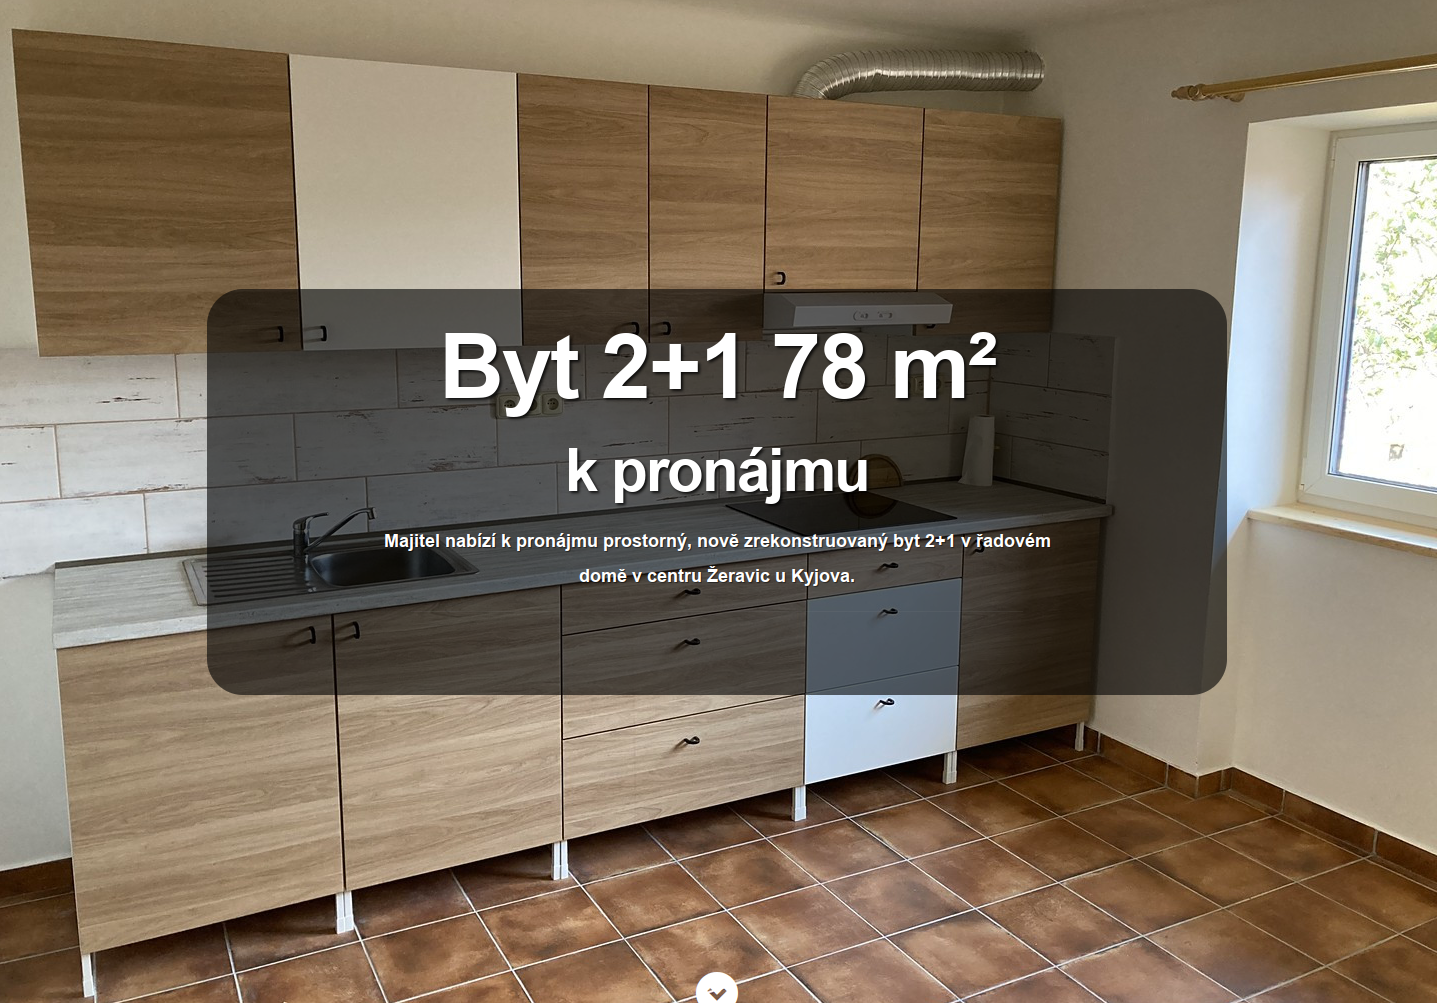 Byt 2+1 78 m²
k pronájmu
Majitel nabízí k pronájmu prostorný, nově zrekonstruovaný byt 2+1 v řadovém
domě v centru Žeravic u Kyjova.